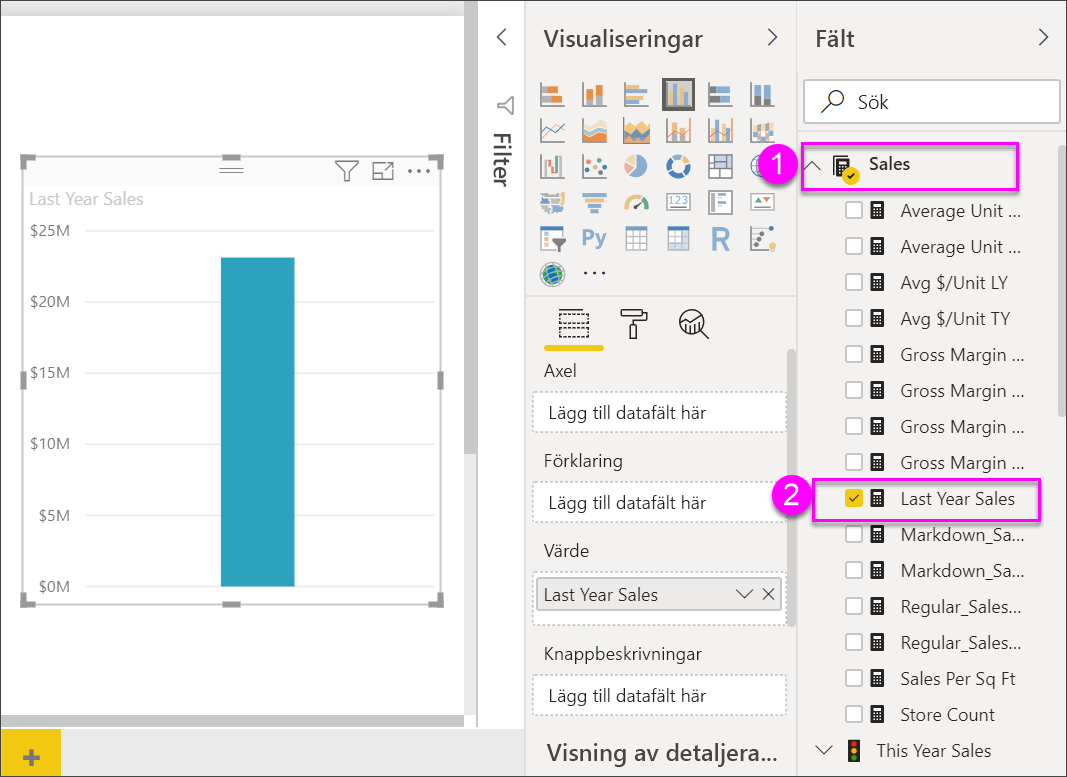 Last Year Sales
$25M
$20M
$15M
$10M
$5M
$0M
+
Filter
Visualiseringar
123
Py
R
Axel
Lägg till datafält här
Förklaring
Lägg till datafält här
Värde
Last Year Sales
Knappbeskrivningar
Lägg till datafält här
Visning av detaljera...
Fält
Sök
1
Sales
Average Unit ...
Average Unit ...
Avg $/Unit LY
Avg $/Unit TY
Gross Margin ...
Gross Margin ...
Gross Margin ...
Gross Margin ...
2
Last Year Sales
Markdown_Sa...
Markdown_Sa...
Regular_Sales...
Regular_Sales...
Sales Per Sq Ft
Store Count
This Year Sales